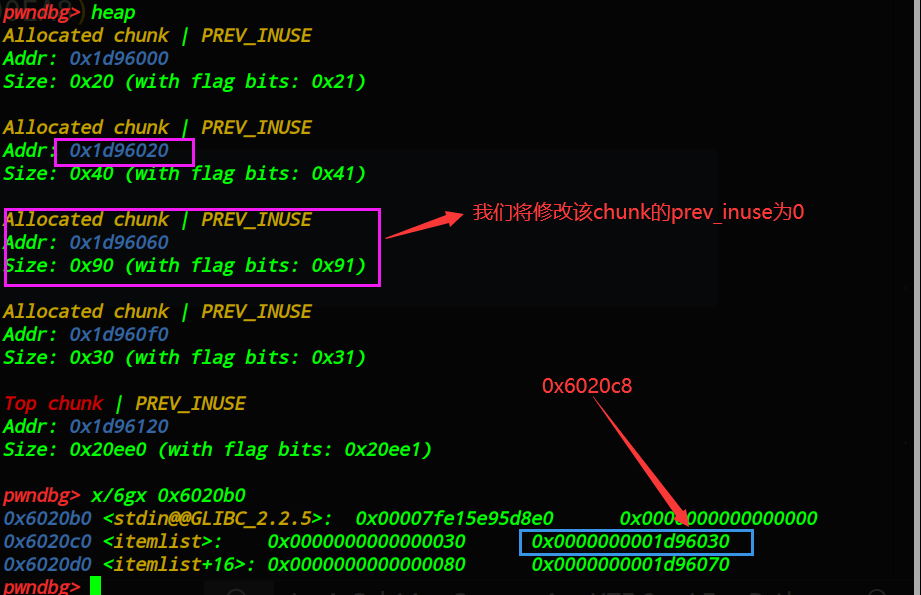 pwndbg> heap
Allocated chunk | PREV_INUSE
Addr: 0x1d96000
Size: 0x20 (with flag bits: 0x21)
Allocated chunk | PREV_INUSE
Addr: 0x1d96020
Size: 0x40 (with flag bits: 0x41)
Allocated chunk | PREV_INUSE
Addr: 0x1d96060
Size: 0x90 (with flag bits: 0x91)
我们将修改该chunk的prev_inuse为0
Allocated chunk | PREV_INUSE
Addr: 0x1d960f0
Size: 0x30 (with flag bits: 0x31)
Top chunk | PREV_INUSE
Addr: 0x1d96120
Size: 0x20ee0 (with flag bits: 0x20ee1)
0x6020c8
pwndbg> x/6gx 0x6020b0
0x6020b0 <stdin@@GLIBC_2.2.5>: 0x00007fe15e95d8e0 0x0000000000000000
0x6020c0 <itemlist>: 0x0000000000000030 0x0000000001d96030
0x6020d0 <itemlist+16>: 0x0000000000000080 0x0000000001d96070
pwndbg>